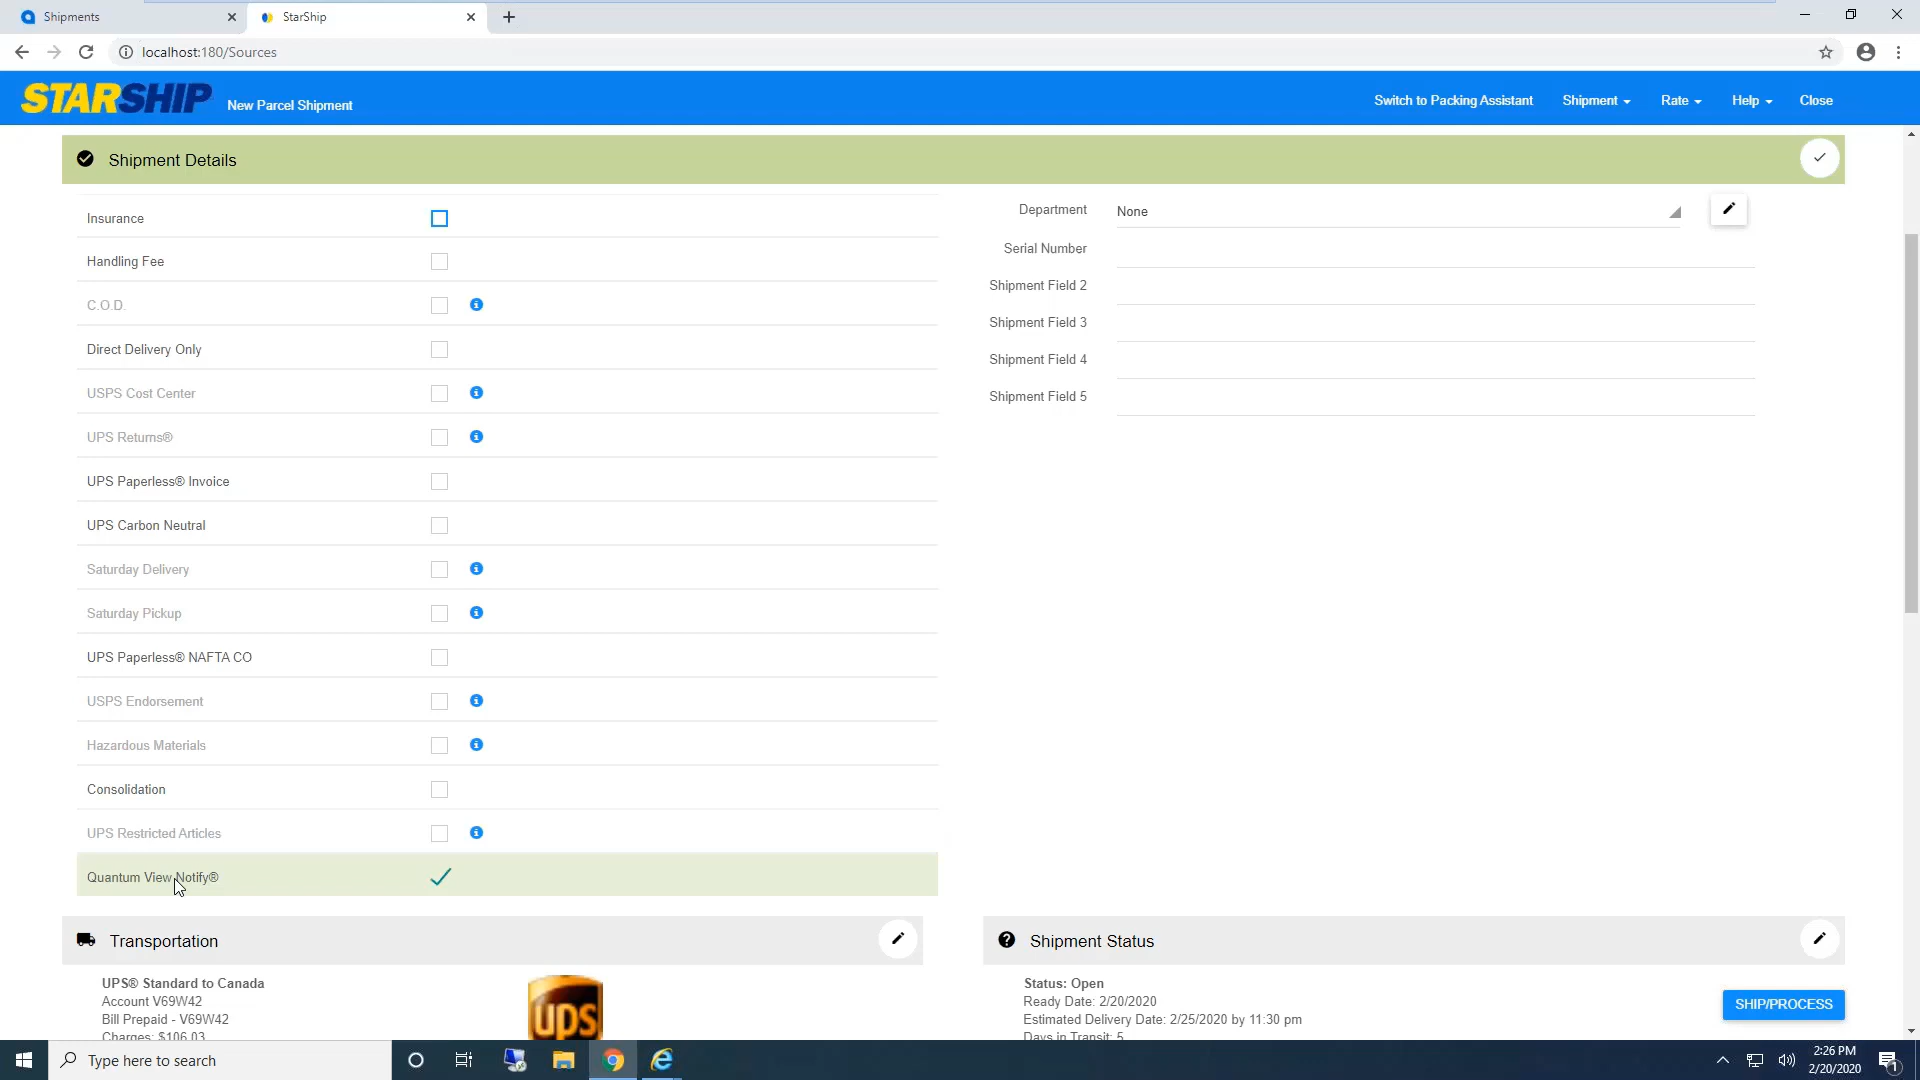 Shipments
StarShip
localhost:180/Sources
STARSHIP
New Parcel Shipment
Switch to Packing Assistant
Shipment
Rate
Help
Close
Shipment Details
Insurance
Handling Fee
C.O.D.
Direct Delivery Only
USPS Cost Center
UPS Returns®
UPS Paperless® Invoice
UPS Carbon Neutral
Saturday Delivery
Saturday Pickup
UPS Paperless® NAFTA CO
USPS Endorsement
Hazardous Materials
Consolidation
UPS Restricted Articles
Quantum View Notify®
Department
None
Serial Number
Shipment Field 2
Shipment Field 3
Shipment Field 4
Shipment Field 5
Transportation
UPS® Standard to Canada
Account V69W42
Bill Prepaid - V69W42
Charges: $106.03
ups
Shipment Status
Status: Open
Ready Date: 2/20/2020
Estimated Delivery Date: 2/25/2020 by 11:30 pm
Days in Transit: 5
SHIP/PROCESS
Type here to search
2:26 PM
2/20/2020
1